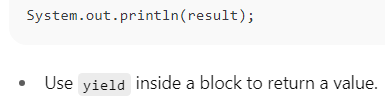 System.out.println(result);
• Use yield inside a block to return a value.